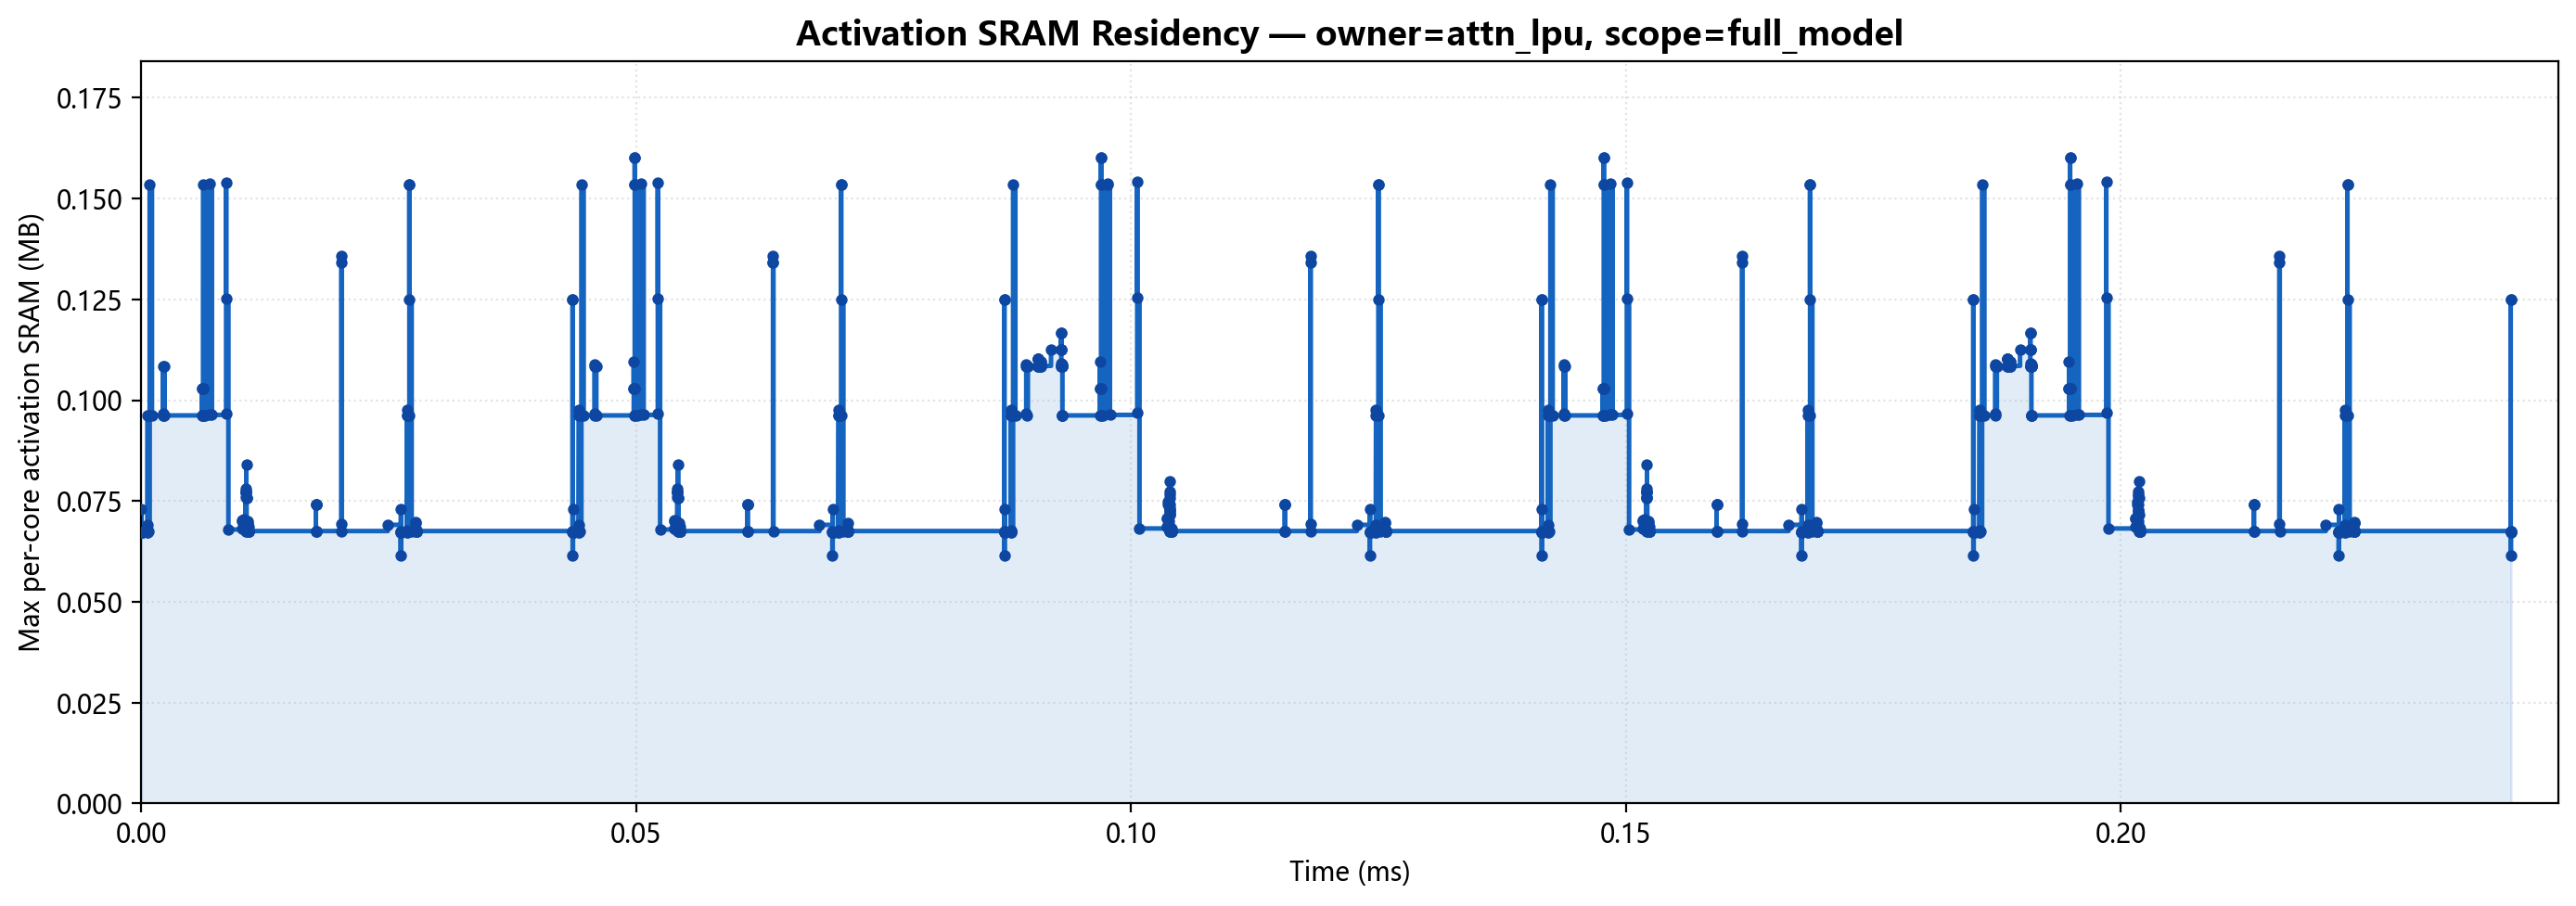 Activation SRAM Residency — owner=attn_lpu, scope=full_model
Max per-core activation SRAM (MB)
0.175
0.150
0.125
0.100
0.075
0.050
0.025
0.000
0.00 0.05 0.10 0.15 0.20
Time (ms)